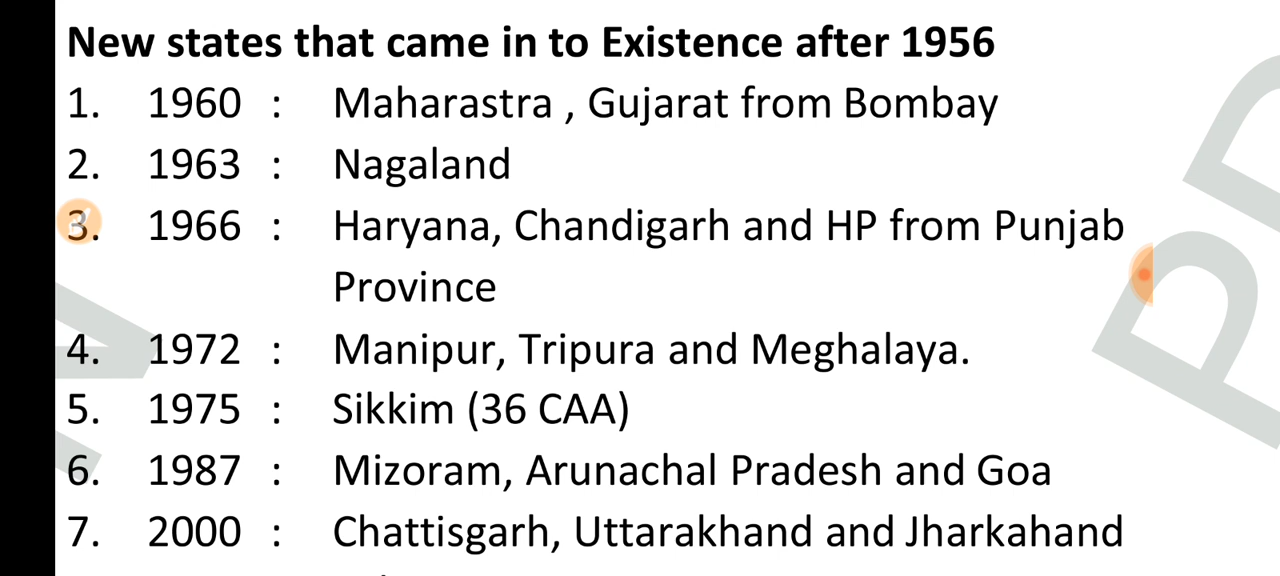 New states that came in to Existence after 1956
1. 1960 : Maharastra , Gujarat from Bombay
2. 1963 : Nagaland
3. 1966 : Haryana, Chandigarh and HP from Punjab
Province
4. 1972 : Manipur, Tripura and Meghalaya.
5. 1975 : Sikkim (36 CAA)
6. 1987 : Mizoram, Arunachal Pradesh and Goa
7. 2000 : Chattisgarh, Uttarakhand and Jharkahand